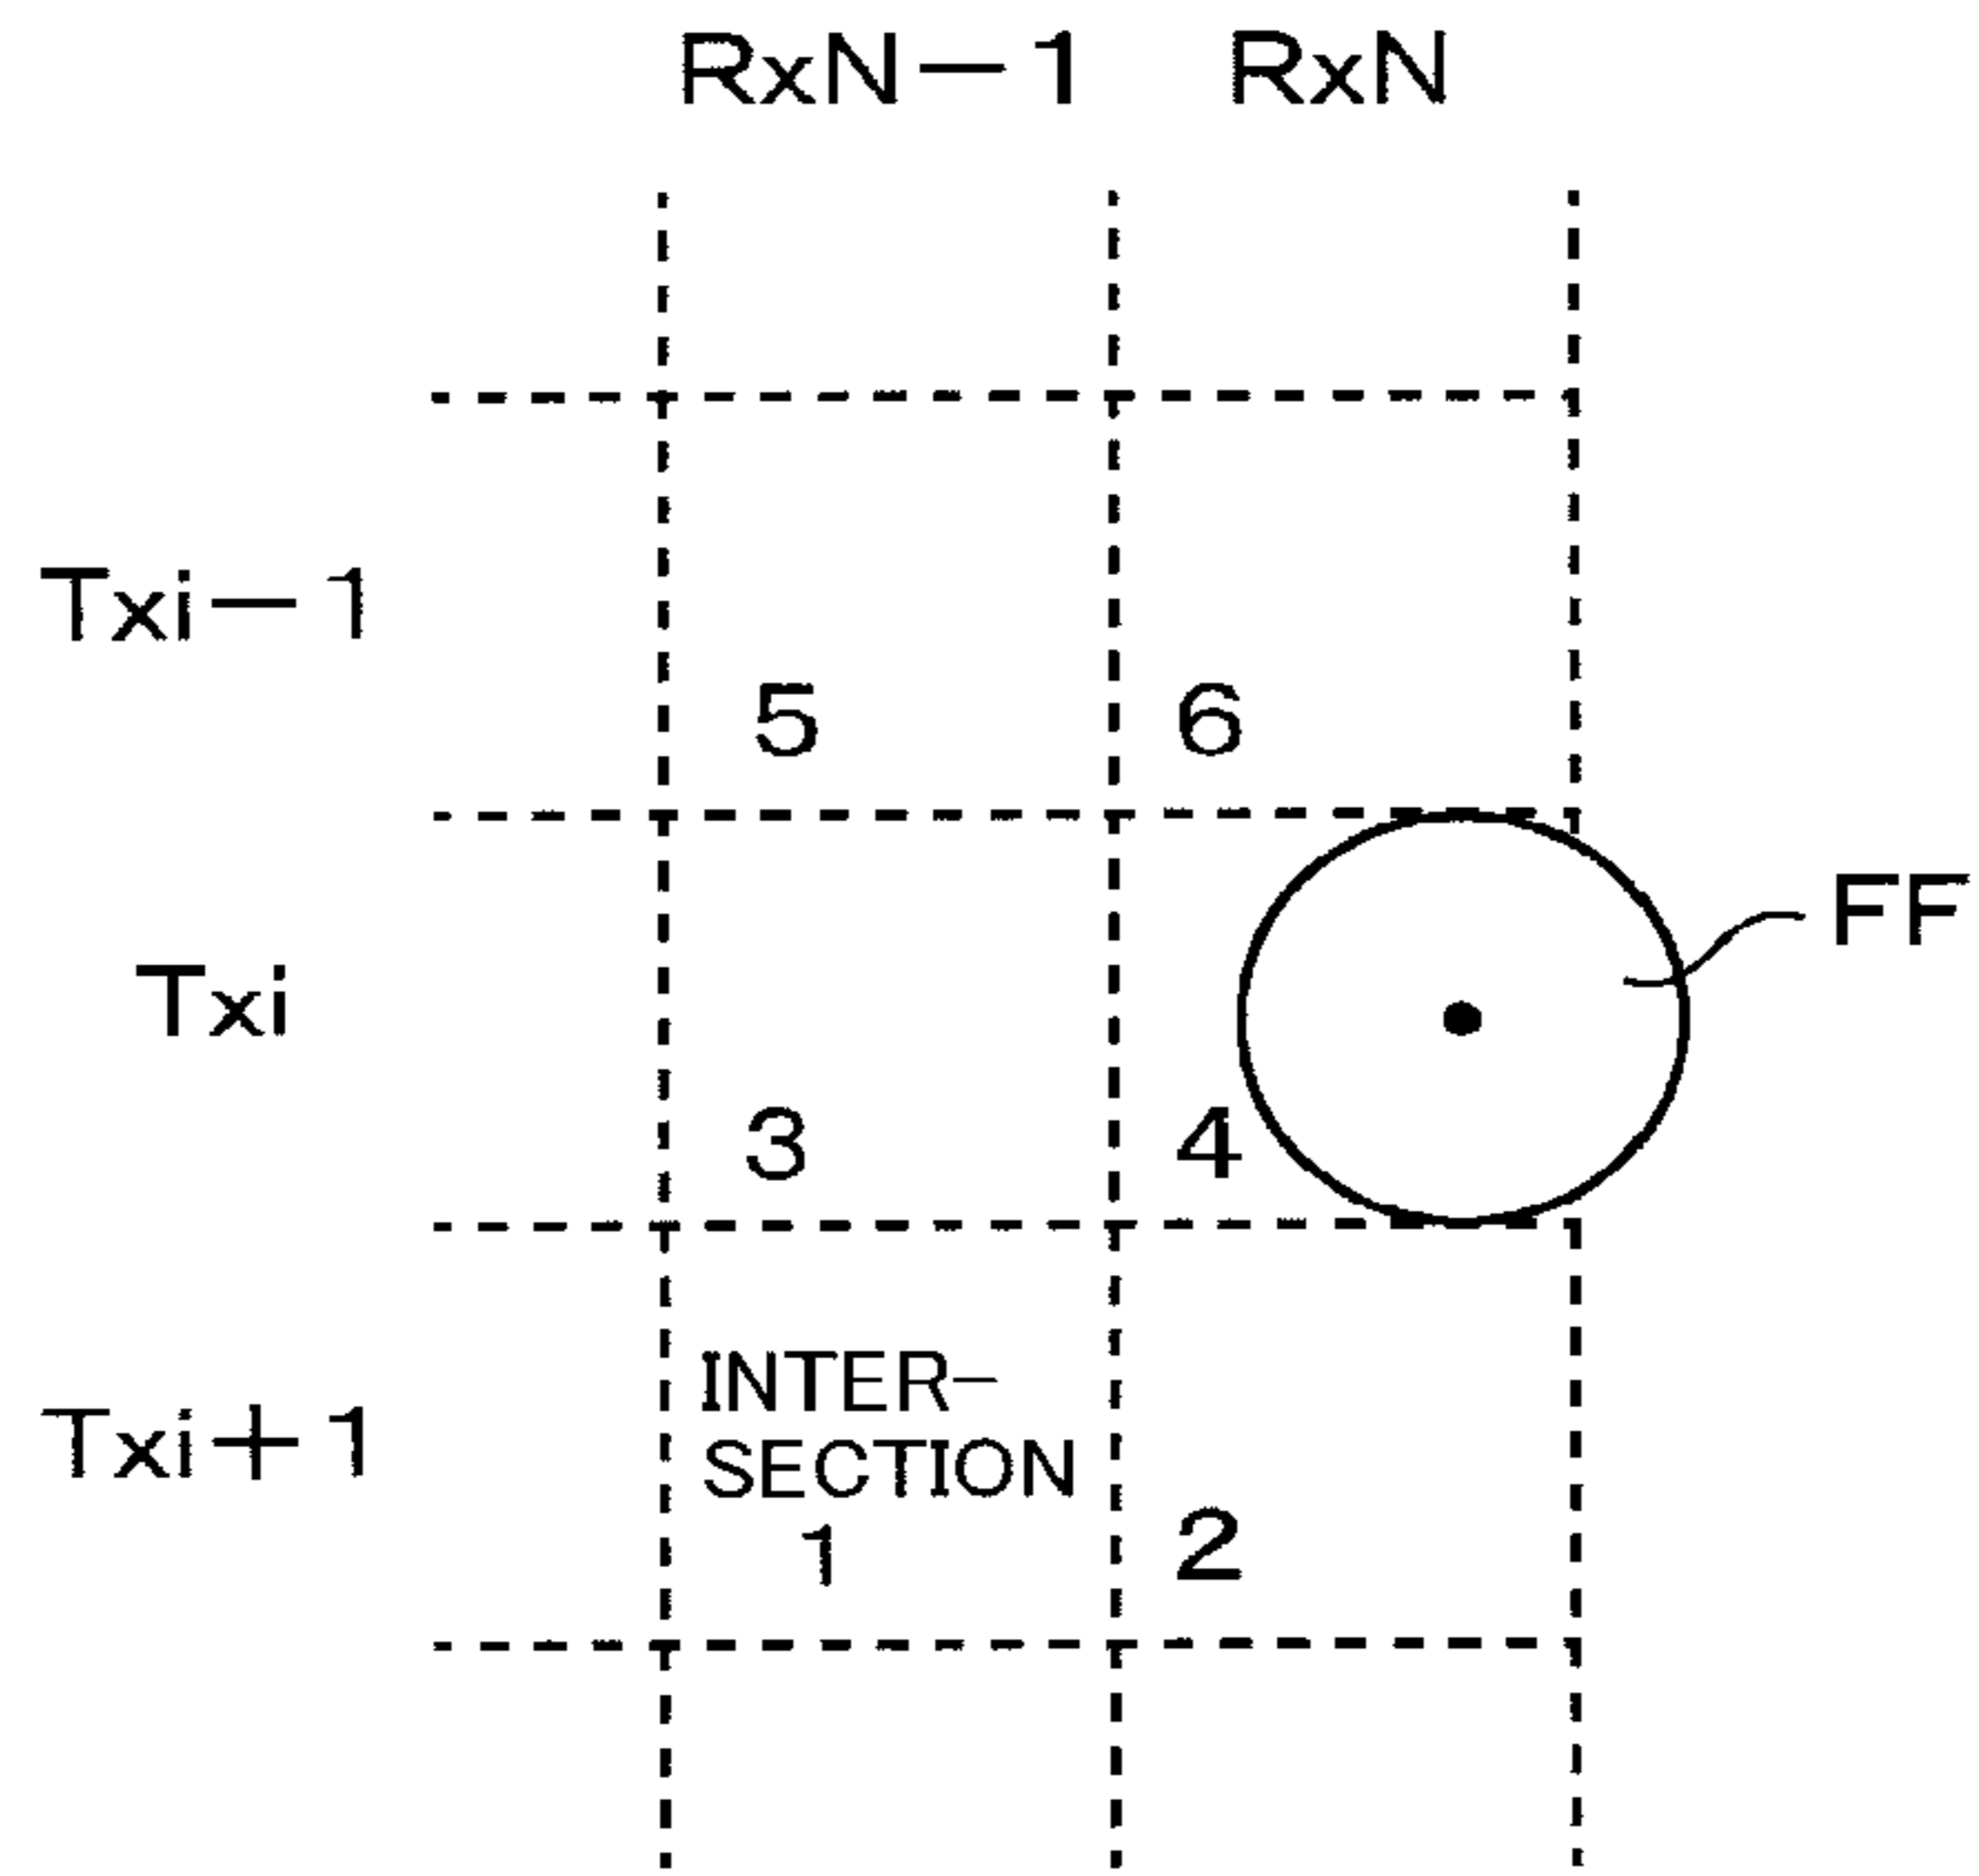 RxN−1 RxN
Txi−1
5 6
FF
Txi
3 4
INTER-
SECTION
Txi+1
1 2